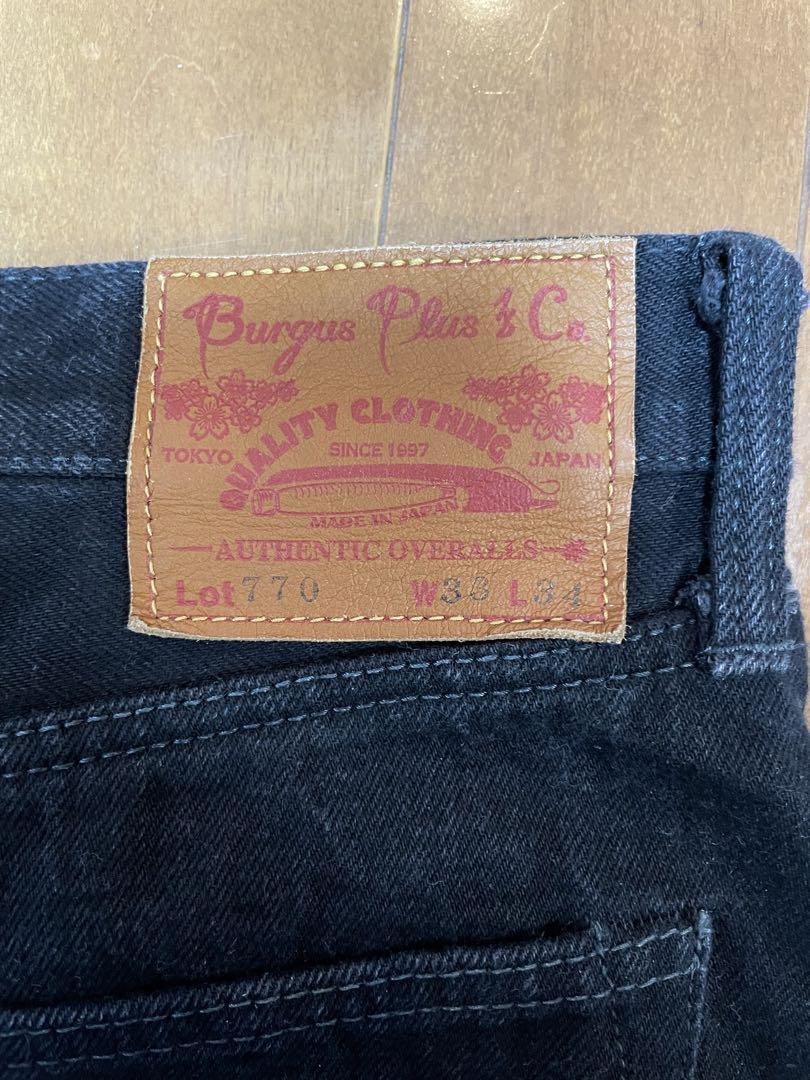 Burgus Plus & Co.
QUALITY CLOTHING
TOKYO SINCE 1997 JAPAN
MADE IN JAPAN
AUTHENTIC OVERALLS
Lot 770 W33 L34